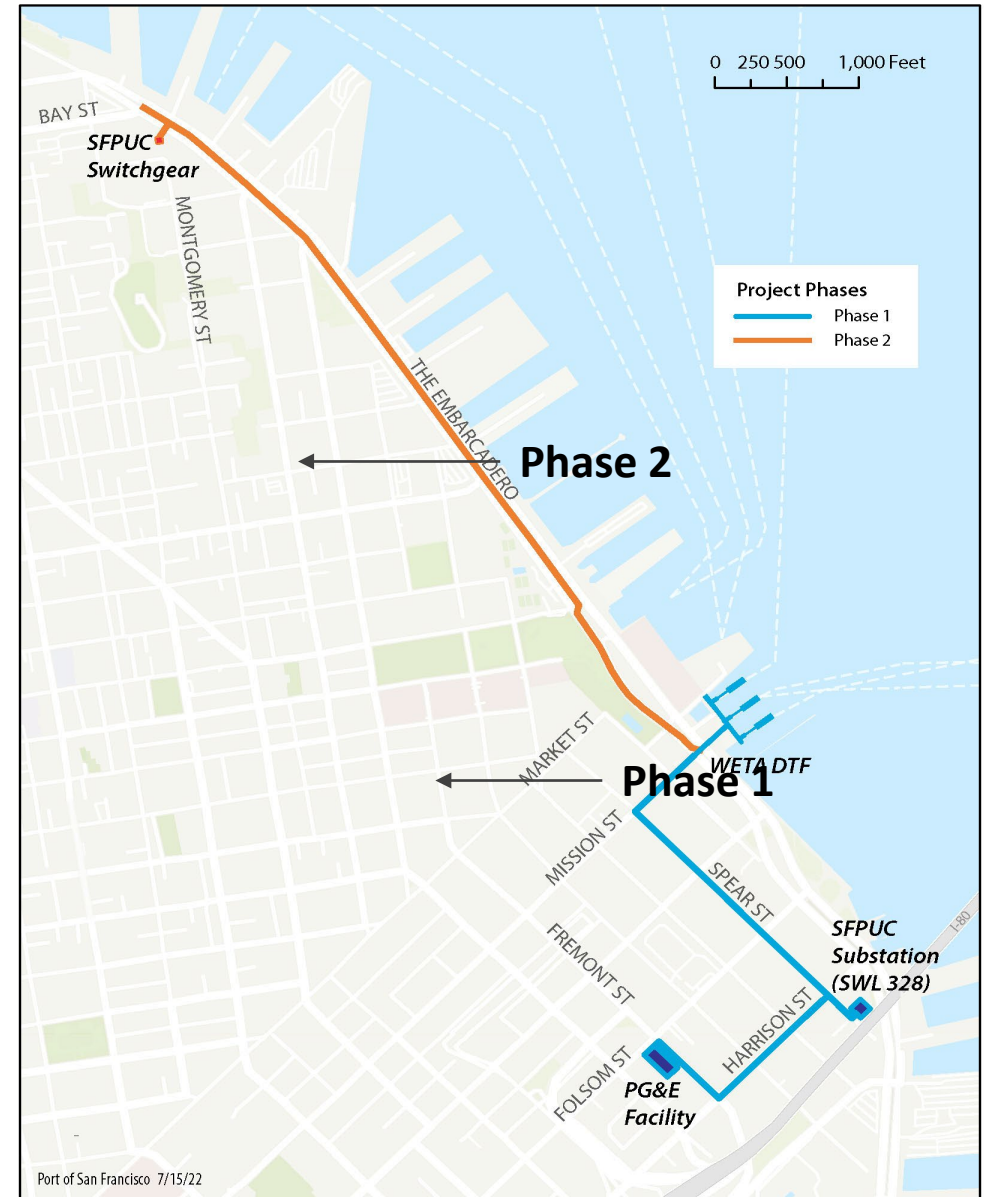 0 250 500 1,000 Feet
BAY ST
SFPUC
Switchgear
MONTGOMERY ST
Project Phases
Phase 1
Phase 2
THE EMBARCADERO
Phase 2
MARKET ST
WETA DTF
Phase 1
MISSION ST
SPEAR ST
I-80
SFPUC
Substation
(SWL 328)
FREMONT ST
HARRISON ST
FOLSOM ST
PG&E
Facility
Port of San Francisco 7/15/22